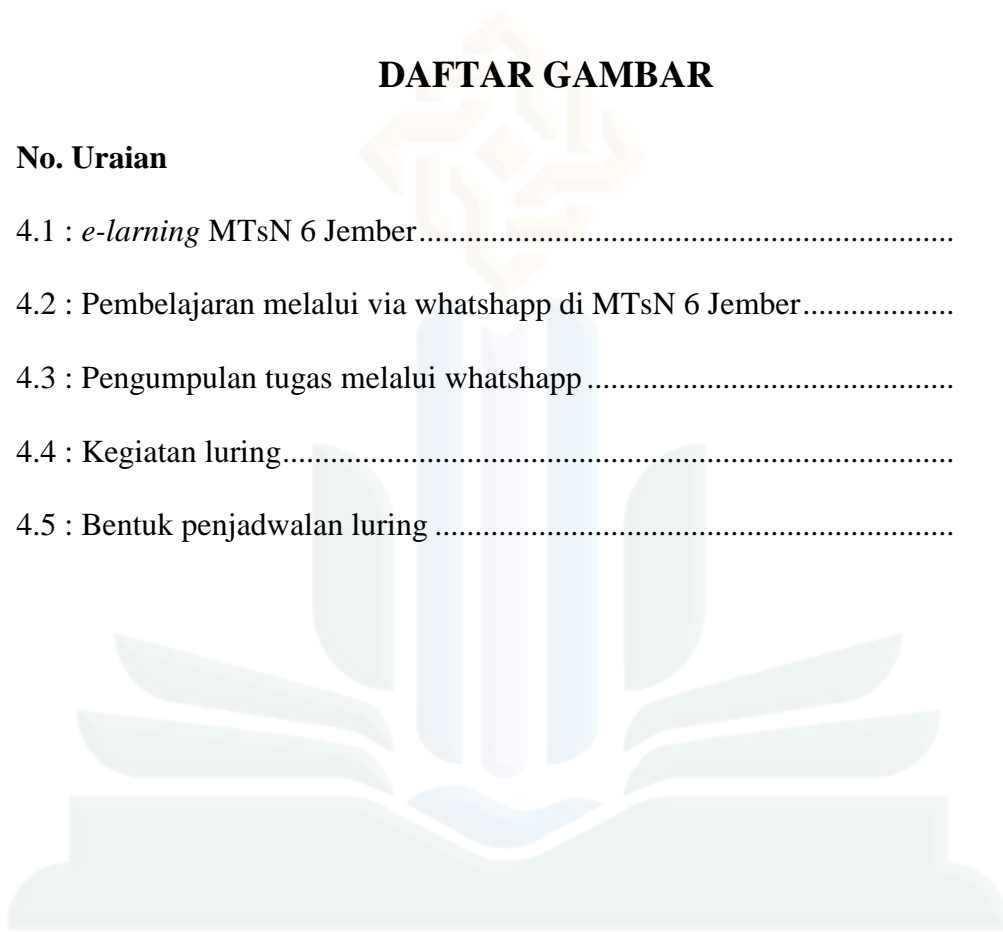 DAFTAR GAMBAR
No. Uraian
4.1 : e-larning MTsN 6 Jember..................................................................
4.2 : Pembelajaran melalui via whatshapp di MTsN 6 Jember...................
4.3 : Pengumpulan tugas melalui whatshapp..............................................
4.4 : Kegiatan luring...................................................................................
4.5 : Bentuk penjadwalan luring.................................................................